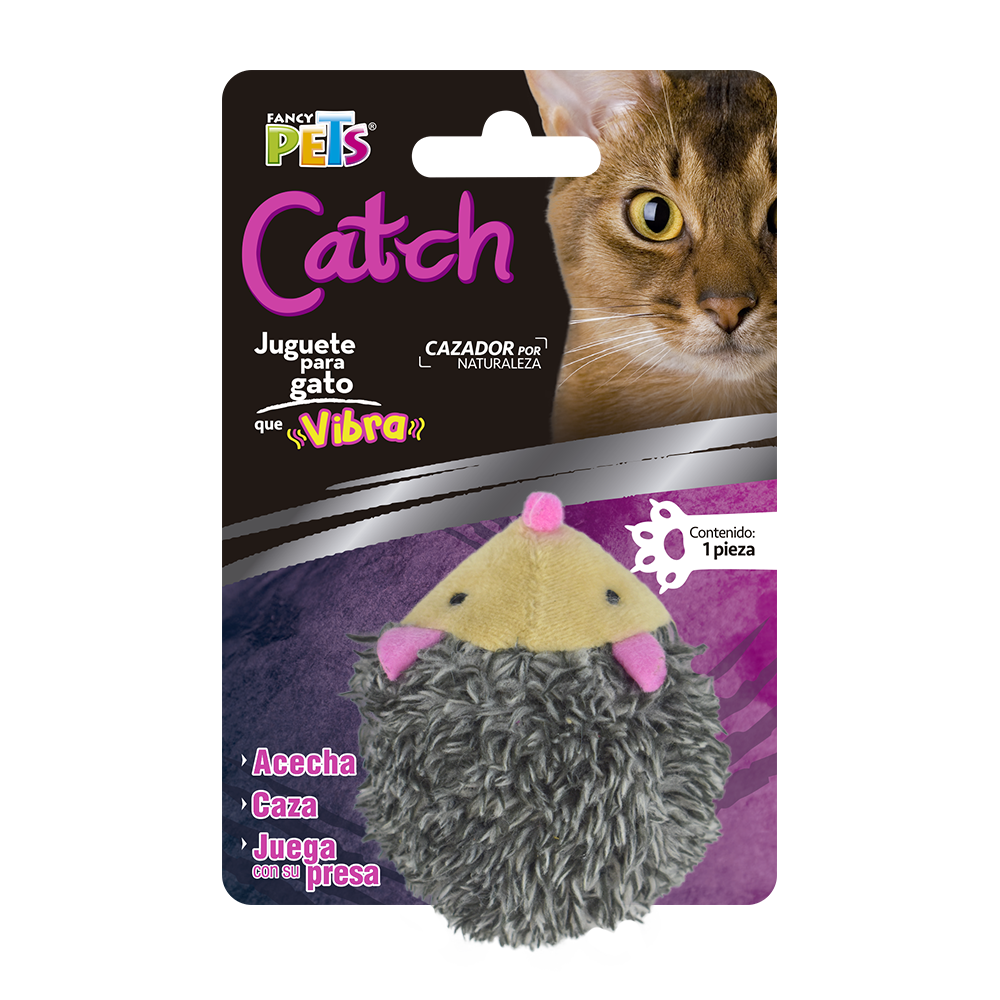 FANCY
PETS®
Catch
Juguete
para
gato
que Vibra
CAZADOR POR
NATURALEZA
Contenido:
1 pieza
Acecha
Caza
Juega
con su presa